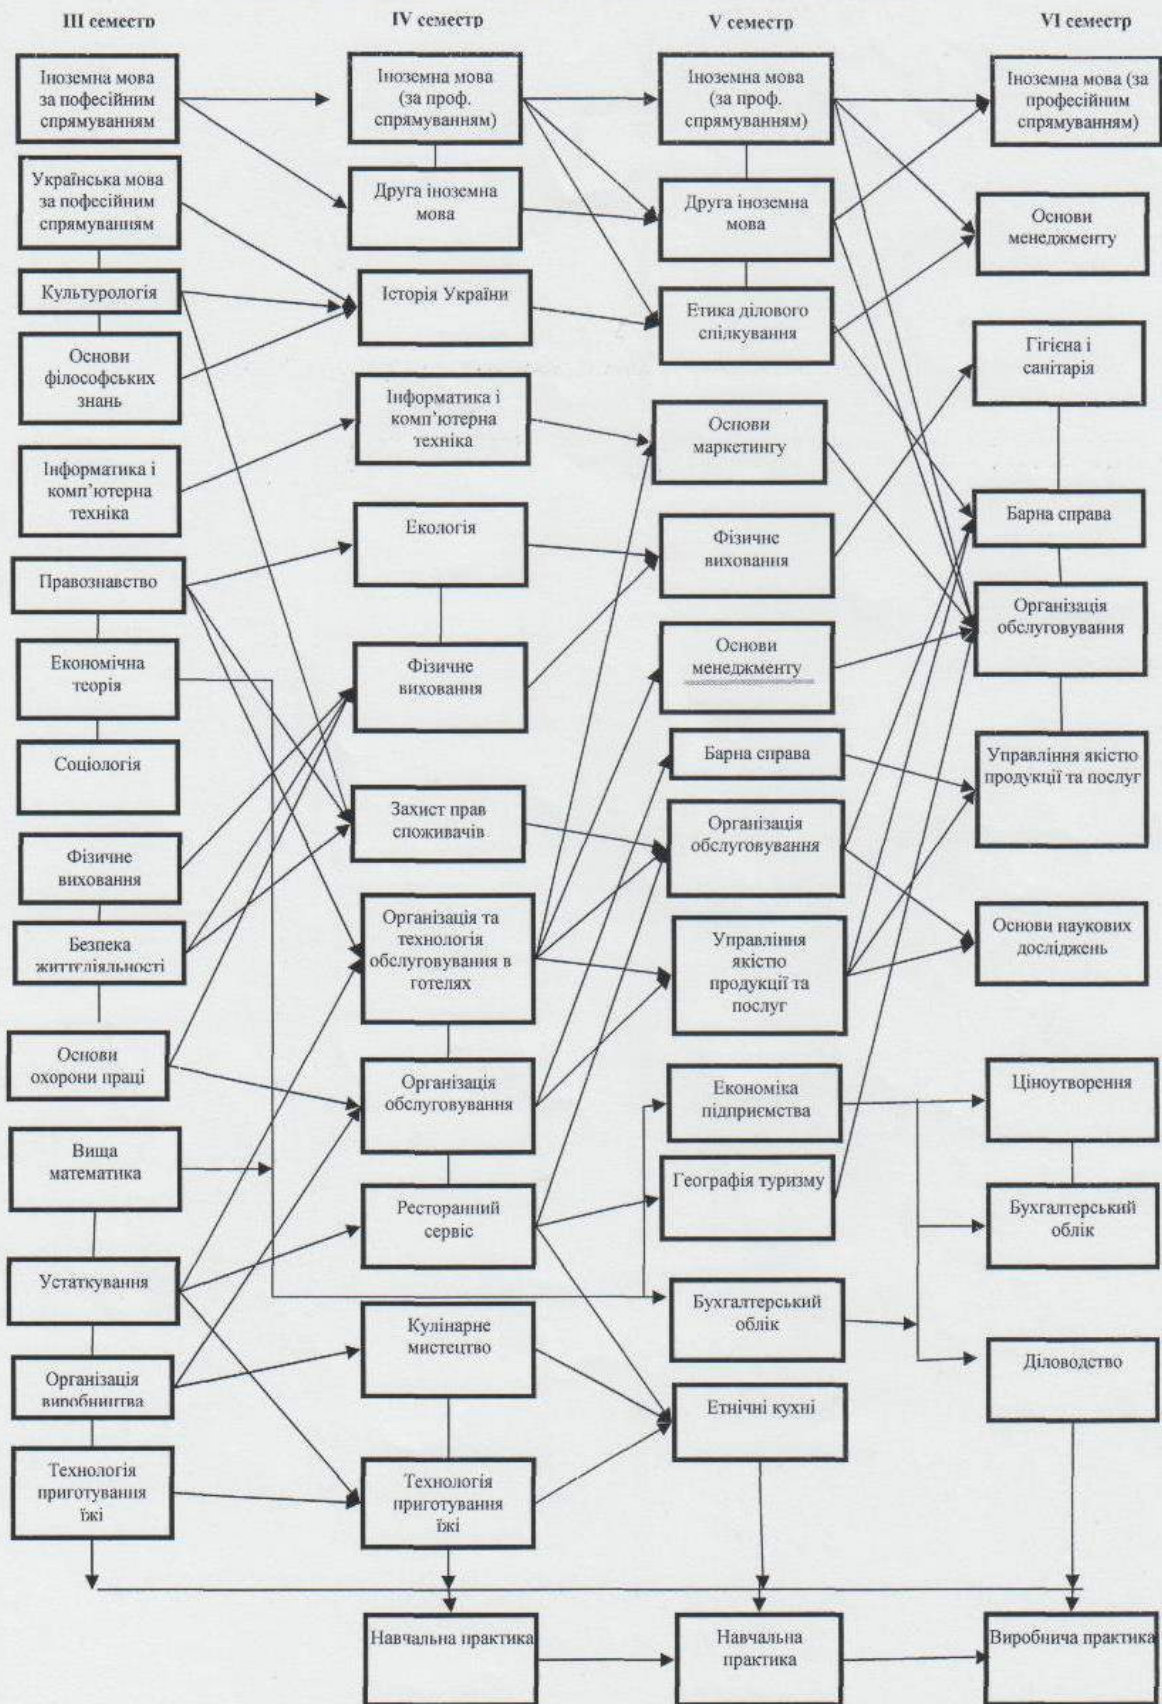 III семестр
IV семестр
V семестр
VI семестр
Іноземна мова
за пофесійним
спрямуванням
Українська мова
за пофесійним
спрямуванням
Культурологія
Основи
філософських
знань
Інформатика і
комп’ютерна
техніка
Правознавство
Економічна
теорія
Соціологія
Фізичне
виховання
Безпека
життєдіяльності
Основи
охорони праці
Вища
математика
Устаткування
Організація
виробництва
Технологія
приготування
їжі
Іноземна мова
(за проф.
спрямуванням)
Друга іноземна
мова
Історія України
Інформатика і
комп’ютерна
техніка
Екологія
Фізичне
виховання
Захист прав
споживачів
Організація та
технологія
обслуговування в
готелях
Організація
обслуговування
Ресторанний
сервіс
Кулінарне
мистецтво
Технологія
приготування
їжі
Навчальна практика
Іноземна мова
(за проф.
спрямуванням)
Друга іноземна
мова
Етика ділового
спілкування
Основи
маркетингу
Фізичне
виховання
Основи
менеджменту
Барна справа
Організація
обслуговування
Управління
якістю
продукції та
послуг
Економіка
підприємства
Географія туризму
Бухгалтерський
облік
Етнічні кухні
Навчальна
практика
Іноземна мова (за
професійним
спрямуванням)
Основи
менеджменту
Гігієна і
санітарія
Барна справа
Організація
обслуговування
Управління якістю
продукції та послуг
Основи наукових
досліджень
Ціноутворення
Бухгалтерський
облік
Діловодство
Виробнича практика